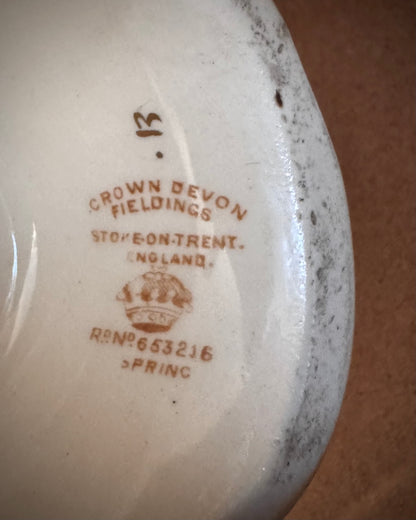 13
CROWN DEVON
FIELDINGS
STOKE-ON-TRENT.
ENGLAND.
RD NO 653216
SPRING